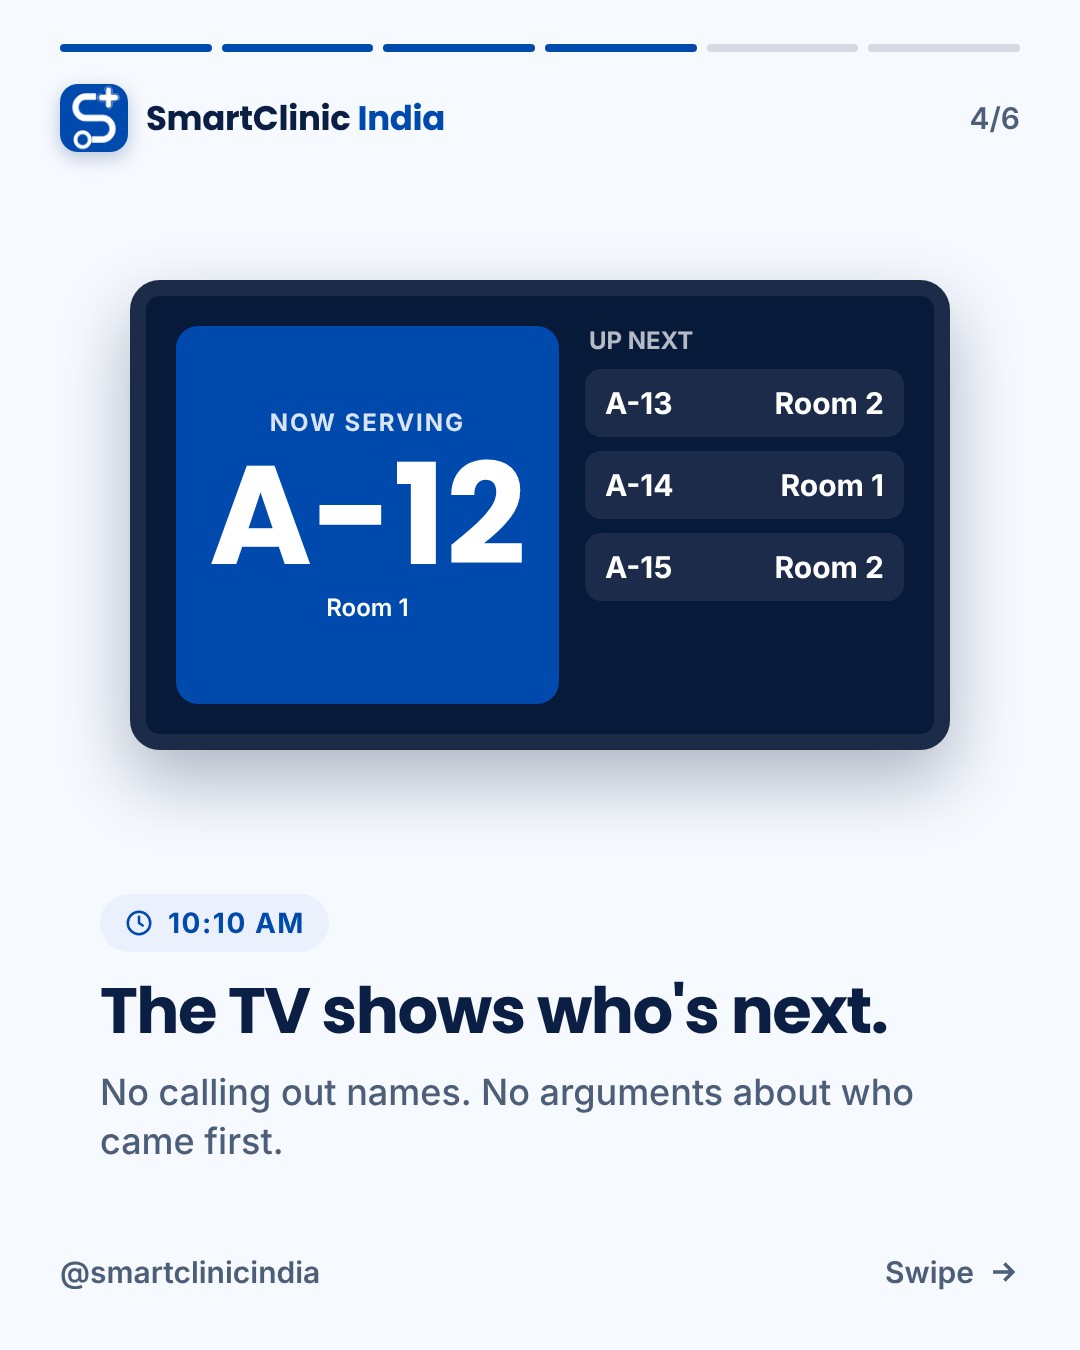 SmartClinic India
4/6
NOW SERVING
A-12
Room 1
UP NEXT
A-13 Room 2
A-14 Room 1
A-15 Room 2
10:10 AM
The TV shows who's next.
No calling out names. No arguments about who
came first.
@smartclinicindia
Swipe →